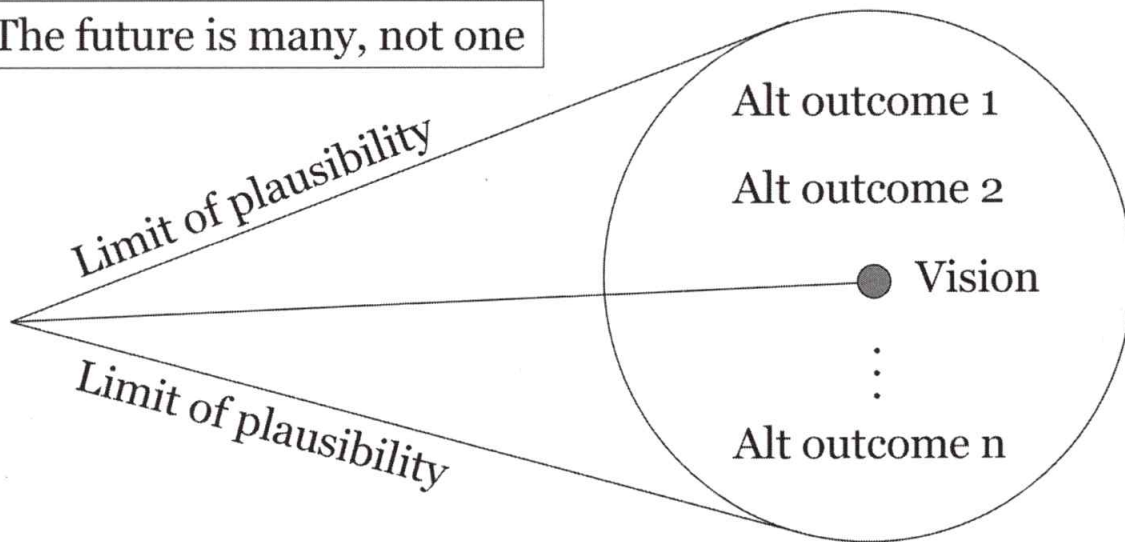 The future is many, not one
Limit of plausibility
Alt outcome 1
Alt outcome 2
Vision
⋮
Alt outcome n
Limit of plausibility